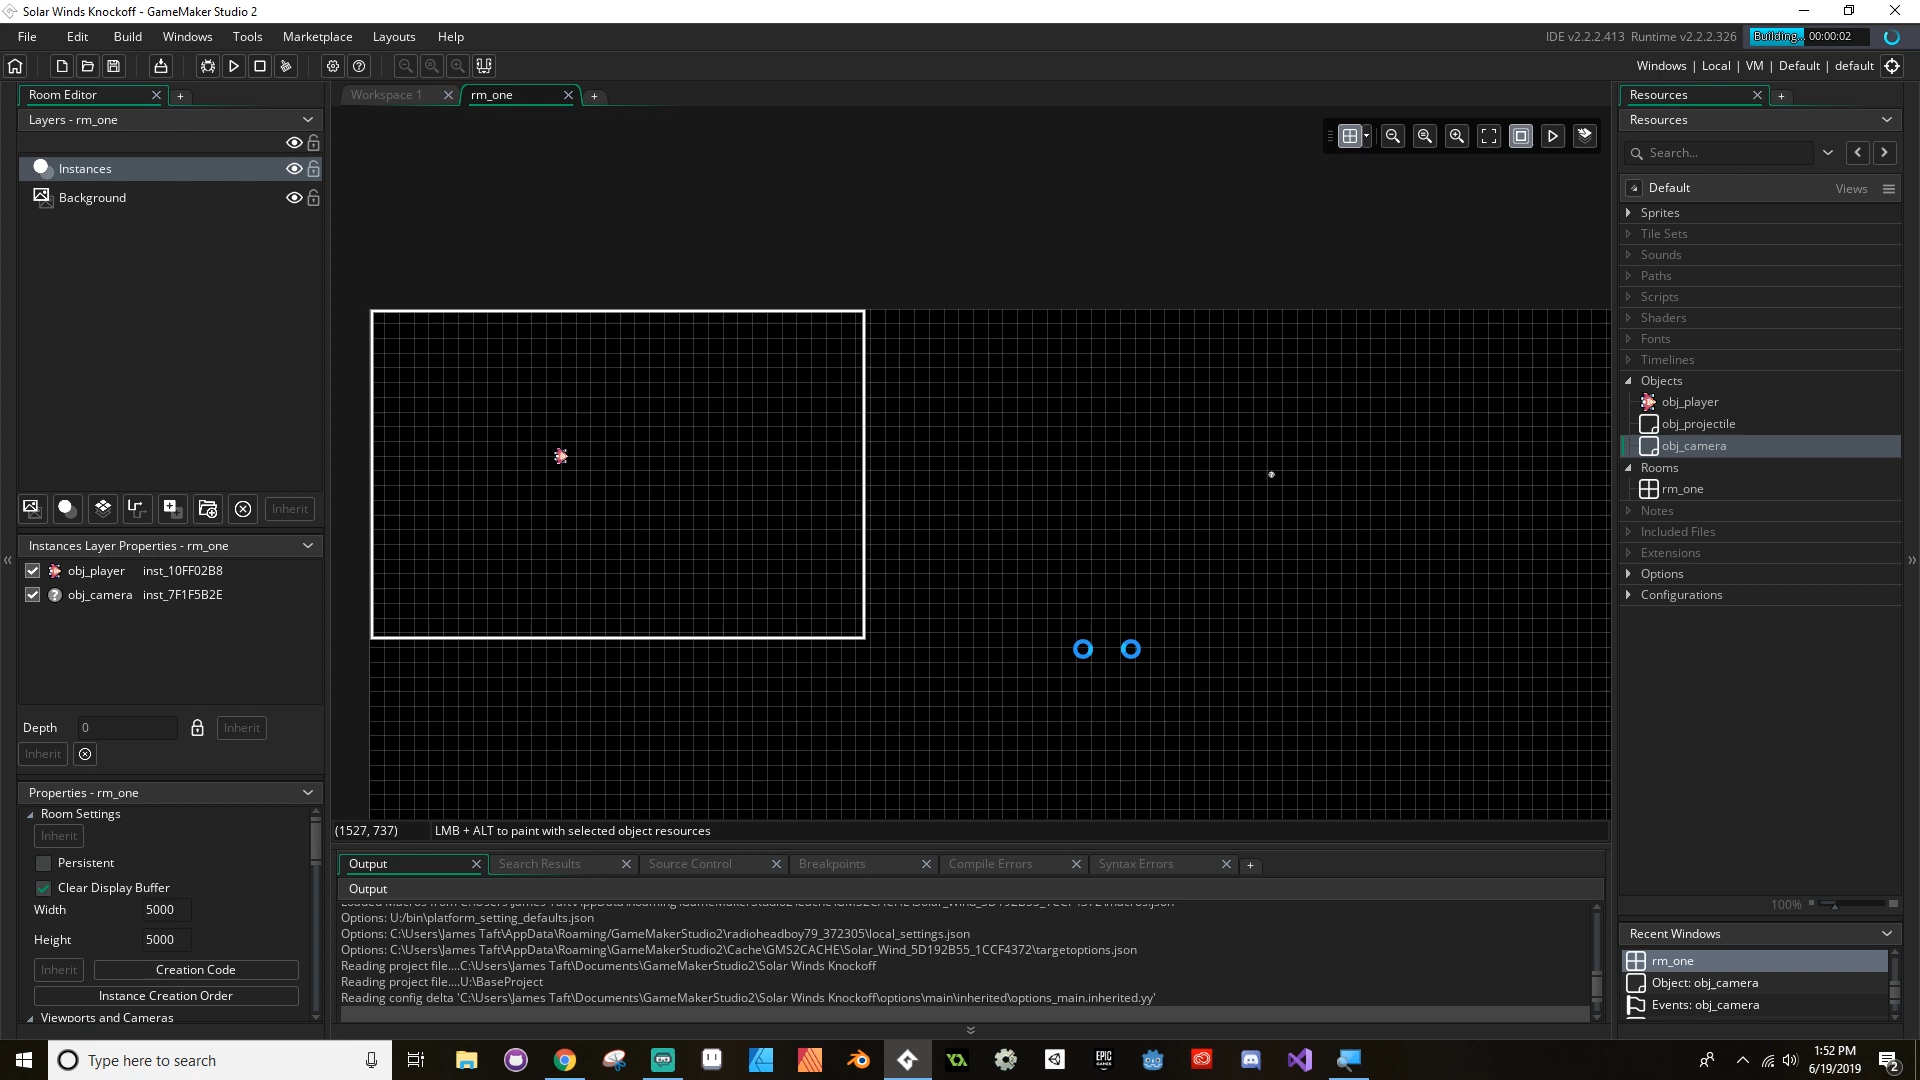 Solar Winds Knockoff - GameMaker Studio 2
File Edit Build Windows Tools Marketplace Layouts Help
IDE v2.2.2.413 Runtime v2.2.2.326
Building... 00:00:02
Windows | Local | VM | Default | default
Room Editor
Layers - rm_one
Instances
Background
Inherit
Instances Layer Properties - rm_one
obj_player inst_10FF02B8
obj_camera inst_7F1F5B2E
Depth 0 Inherit
Inherit
Properties - rm_one
Room Settings
Inherit
Persistent
Clear Display Buffer
Width 5000
Height 5000
Inherit Creation Code
Instance Creation Order
Viewports and Cameras
Workspace 1
rm_one
(1527, 737)
LMB + ALT to paint with selected object resources
Output Search Results Source Control Breakpoints Compile Errors Syntax Errors
Output
Options: U:/bin\platform_setting_defaults.json
Options: C:\Users\James Taft\AppData\Roaming/GameMakerStudio2\radioheadboy79_372305\local_settings.json
Options: C:\Users\James Taft\AppData\Roaming\GameMakerStudio2\Cache\GMS2CACHE\Solar_Wind_5D192B55_1CCF4372\targetoptions.json
Reading project file....C:\Users\James Taft\Documents\GameMakerStudio2\Solar Winds Knockoff
Reading project file....U:\BaseProject
Reading config delta 'C:\Users\James Taft\Documents\GameMakerStudio2\Solar Winds Knockoff\options\main\inherited\options_main.inherited.yy'
Resources
Resources
Search...
Default Views
Sprites
Tile Sets
Sounds
Paths
Scripts
Shaders
Fonts
Timelines
Objects
obj_player
obj_projectile
obj_camera
Rooms
rm_one
Notes
Included Files
Extensions
Options
Configurations
100%
Recent Windows
rm_one
Object: obj_camera
Events: obj_camera
Type here to search
EPIC GAMES
1:52 PM
6/19/2019
2